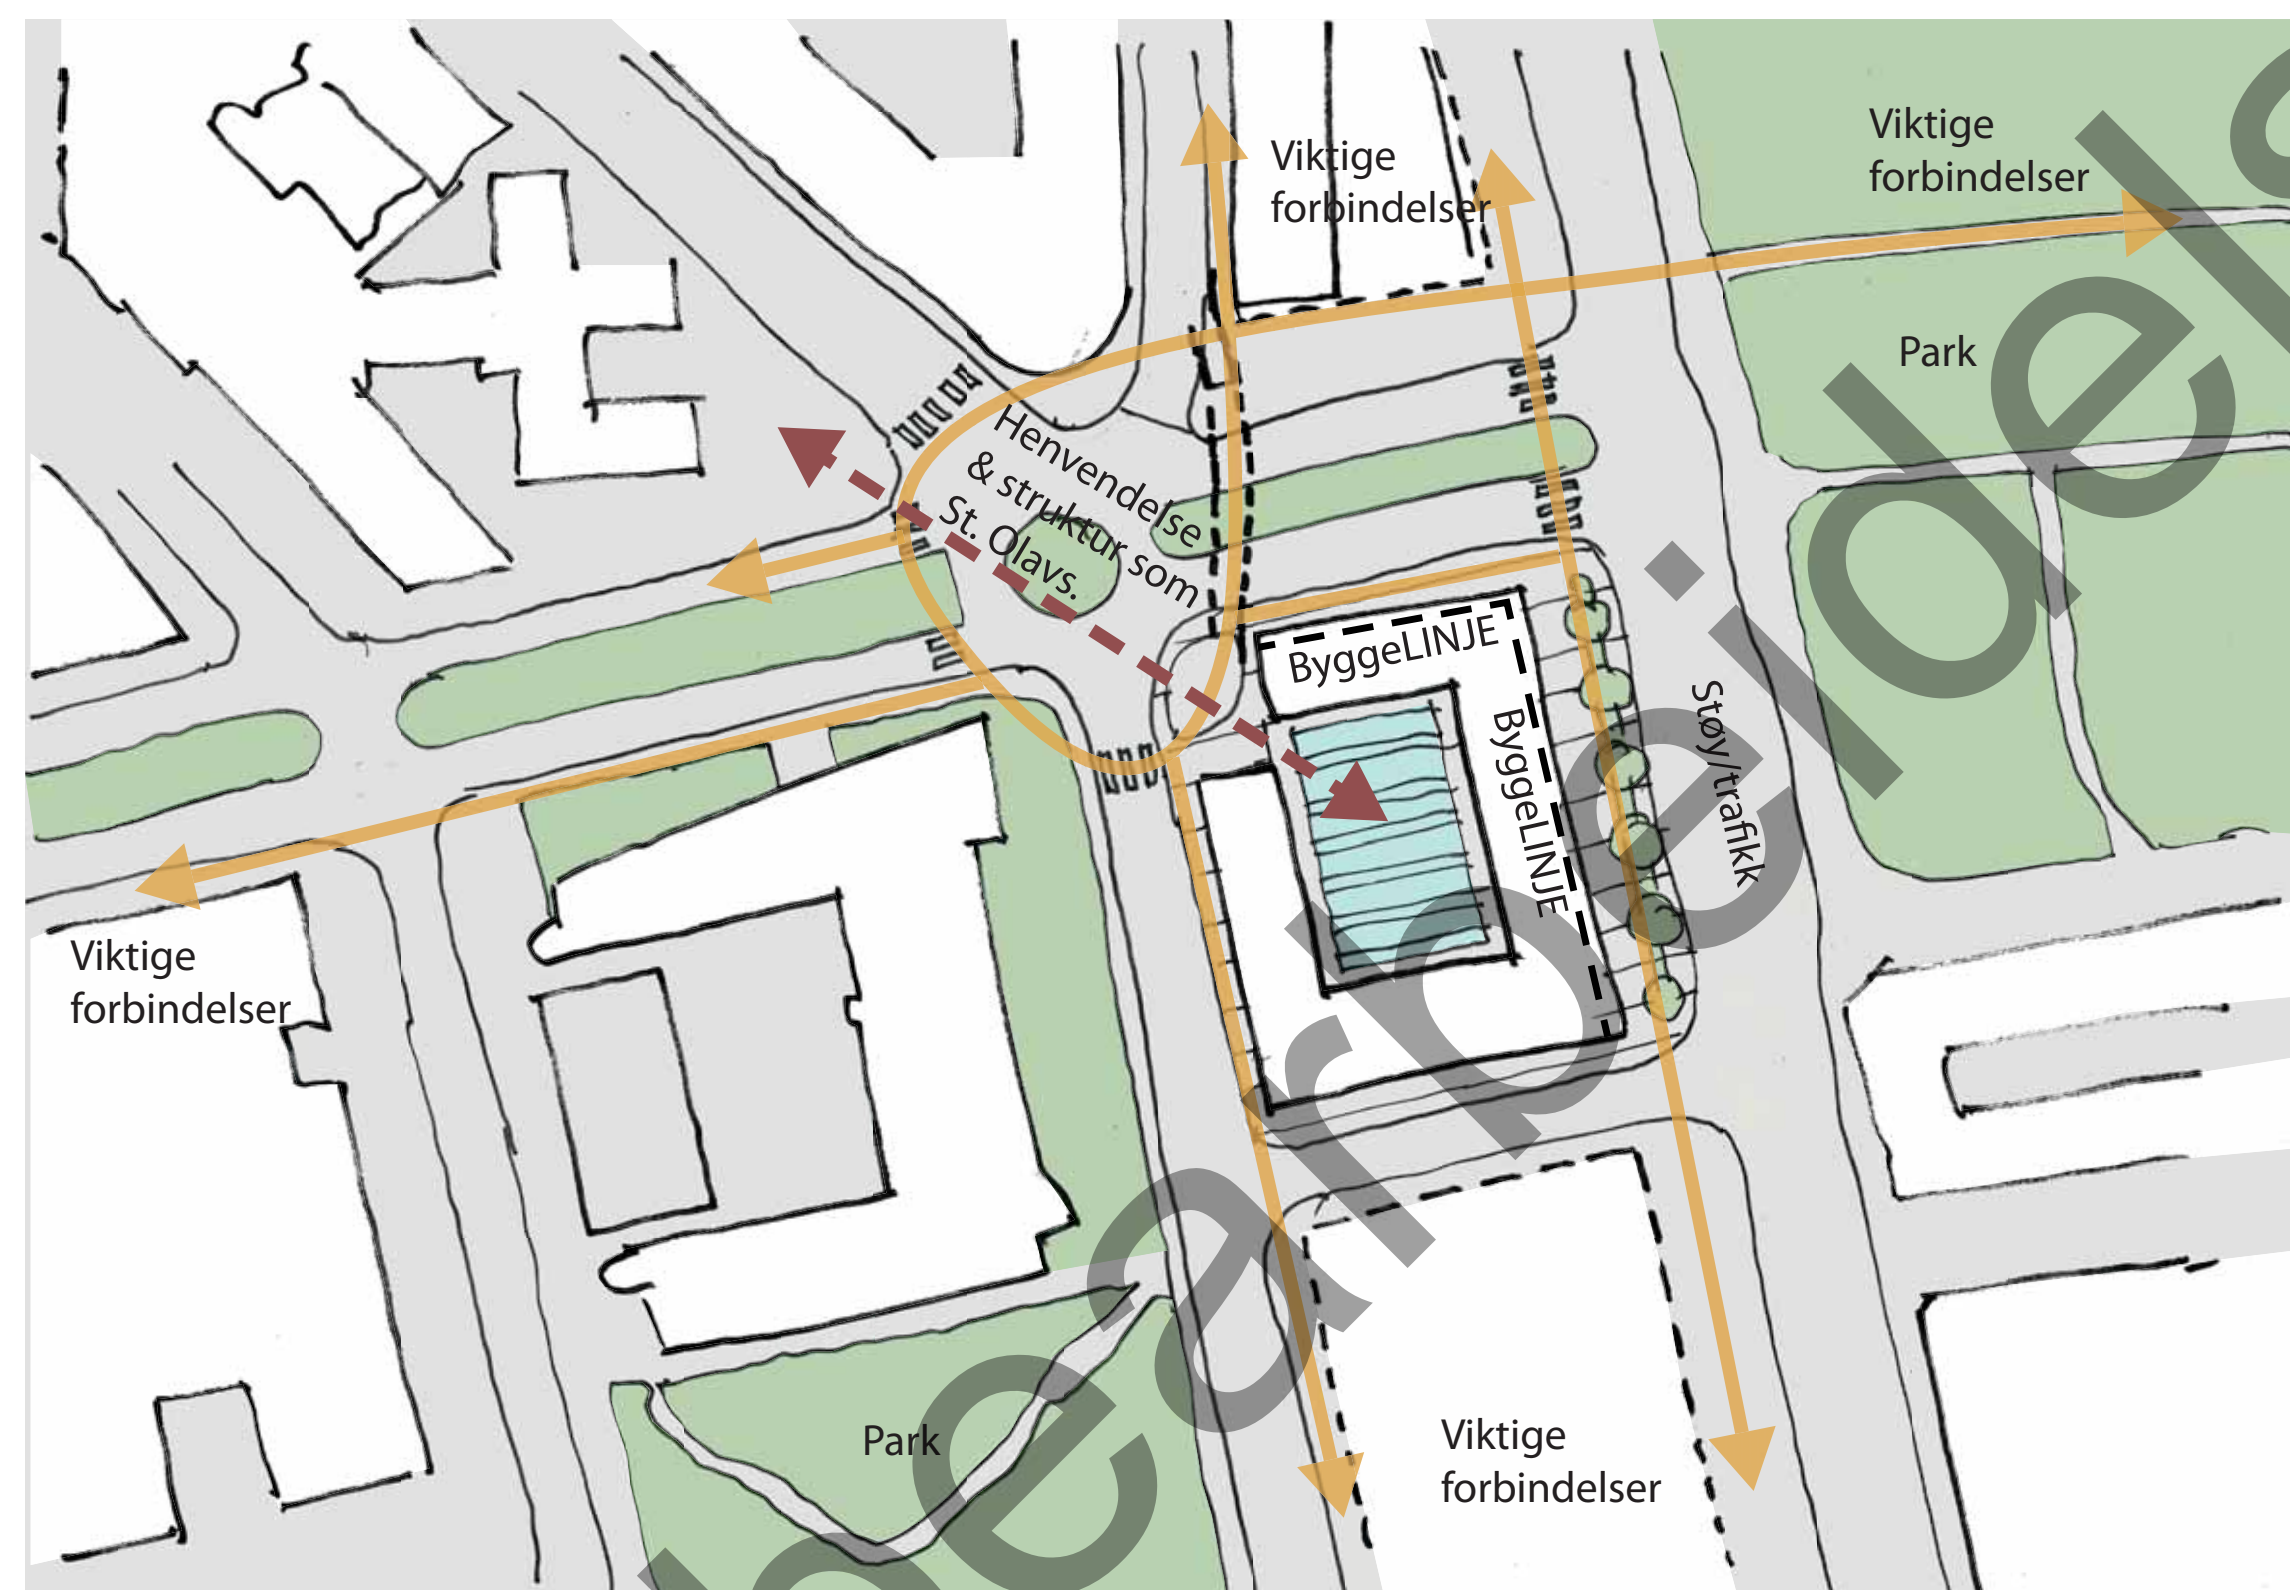 Viktige
forbindelser
Viktige
forbindelser
Park
Henvendelse
& struktur som
St. Olavs.
ByggeLINJE
ByggeLINJE
Støy/trafikk
Viktige
forbindelser
Park
Viktige
forbindelser